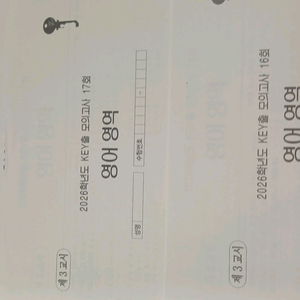 2026학년도 KEY출 모의고사 17회
제 3 교시
영어 영역
성명
수험번호
-
2026학년도 KEY출 모의고사 16회
제 3 교시
영어 영역